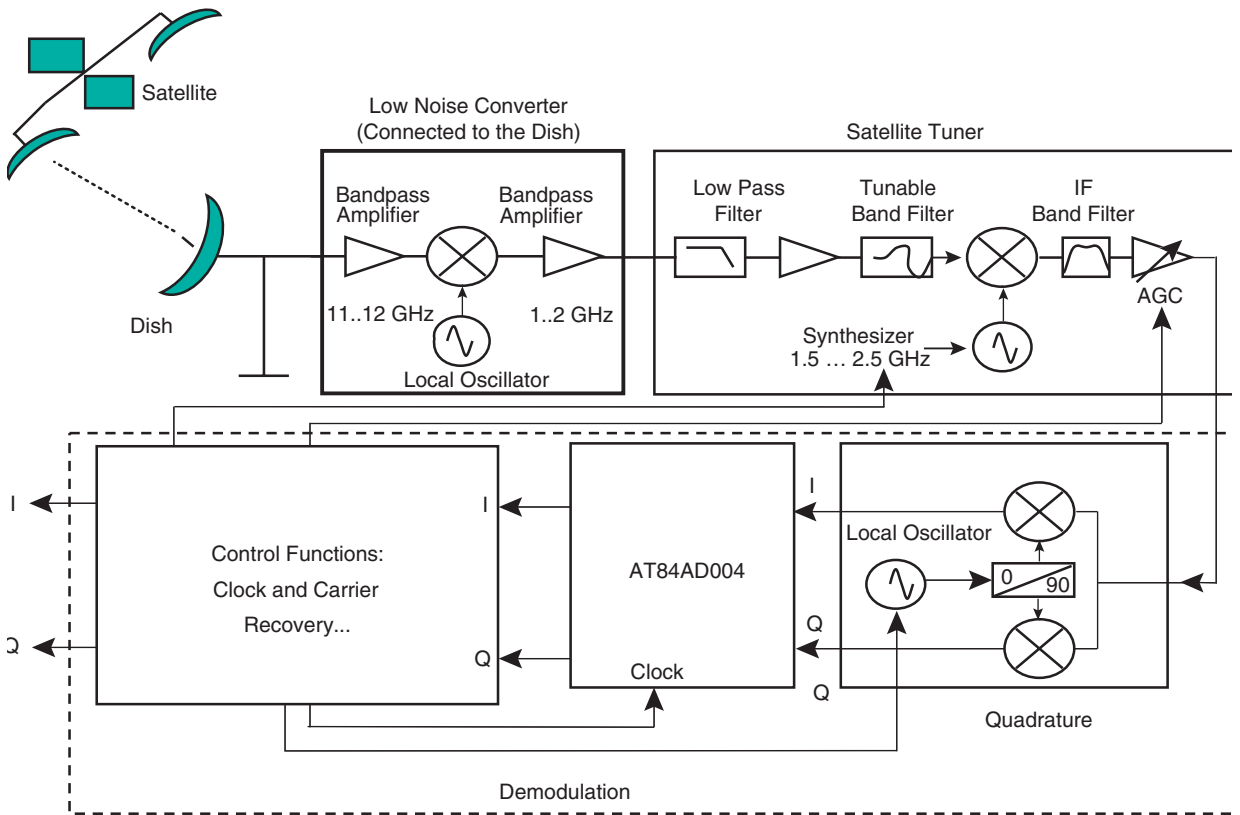 Satellite
Dish
Low Noise Converter
(Connected to the Dish)
Bandpass
Amplifier
Bandpass
Amplifier
11..12 GHz
1..2 GHz
Local Oscillator
Satellite Tuner
Low Pass
Filter
Tunable
Band Filter
IF
Band Filter
AGC
Synthesizer
1.5 ... 2.5 GHz
I
Q
Control Functions:
Clock and Carrier
Recovery...
I
Q
AT84AD004
Clock
I
Q
Q
Local Oscillator
0
90
Quadrature
Demodulation